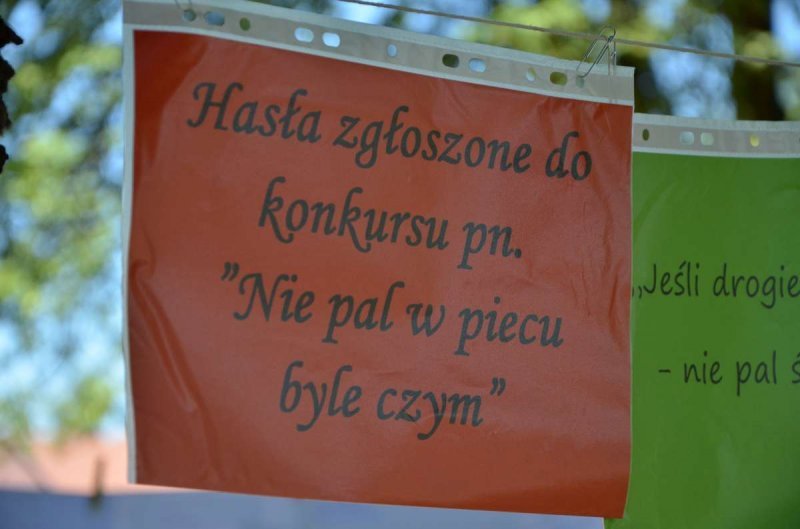 Hasła zgłoszone do
konkursu pn.
"Nie pal w piecu
byle czym"
„Jeśli drogie
- nie pal